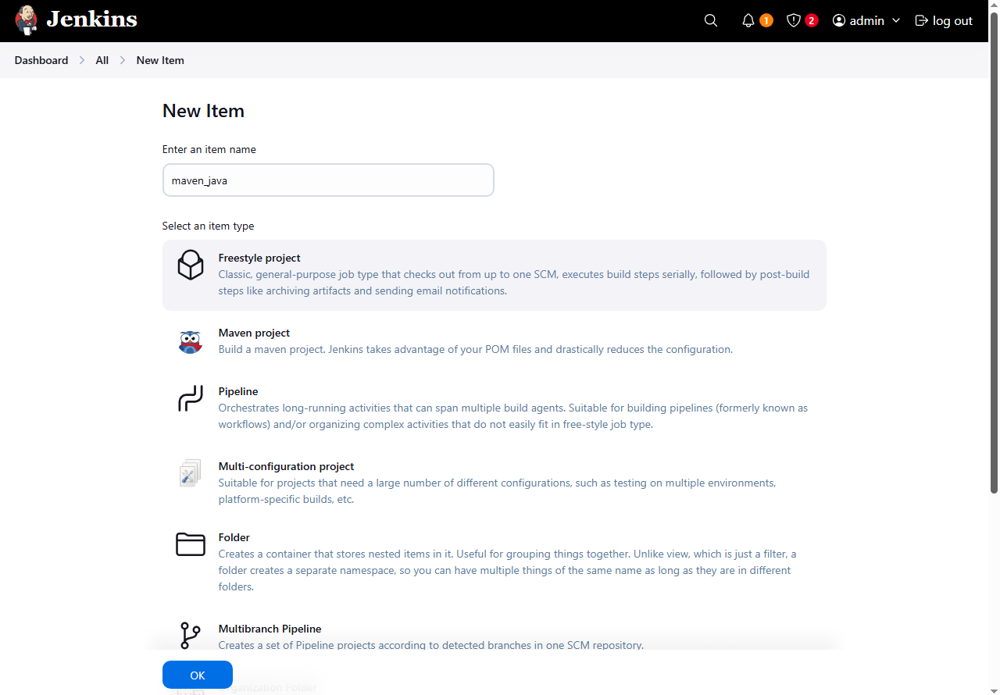 Jenkins
1
2
admin
log out
Dashboard
All
New Item
New Item
Enter an item name
maven_java
Select an item type
Freestyle project
Classic, general-purpose job type that checks out from up to one SCM, executes build steps serially, followed by post-build
steps like archiving artifacts and sending email notifications.
Maven project
Build a maven project. Jenkins takes advantage of your POM files and drastically reduces the configuration.
Pipeline
Orchestrates long-running activities that can span multiple build agents. Suitable for building pipelines (formerly known as
workflows) and/or organizing complex activities that do not easily fit in free-style job type.
Multi-configuration project
Suitable for projects that need a large number of different configurations, such as testing on multiple environments,
platform-specific builds, etc.
Folder
Creates a container that stores nested items in it. Useful for grouping things together. Unlike view, which is just a filter, a
folder creates a separate namespace, so you can have multiple things of the same name as long as they are in different
folders.
Multibranch Pipeline
Creates a set of Pipeline projects according to detected branches in one SCM repository.
OK
Organization Folder